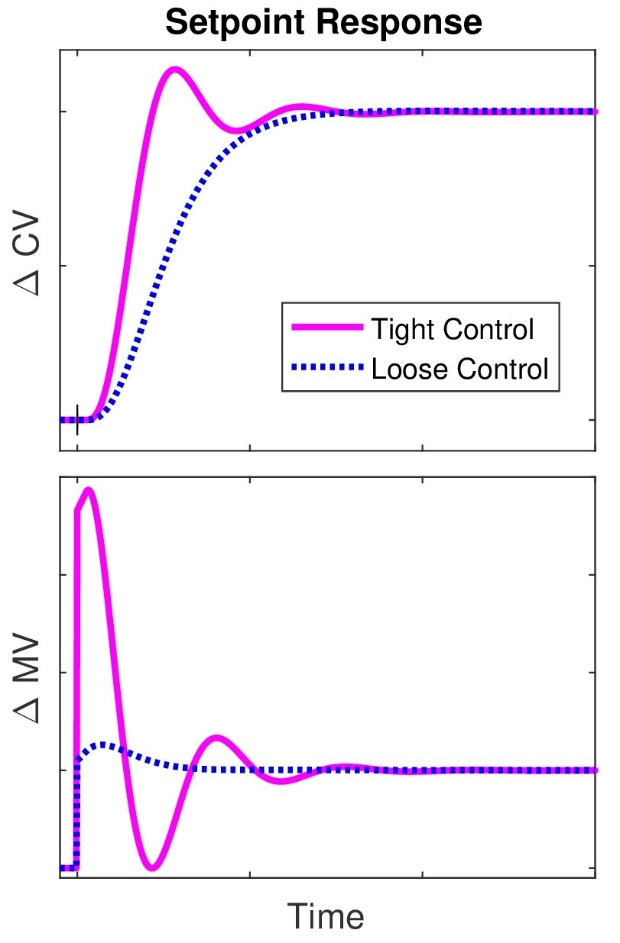 Setpoint Response
△ CV
Tight Control
Loose Control
△ MV
Time